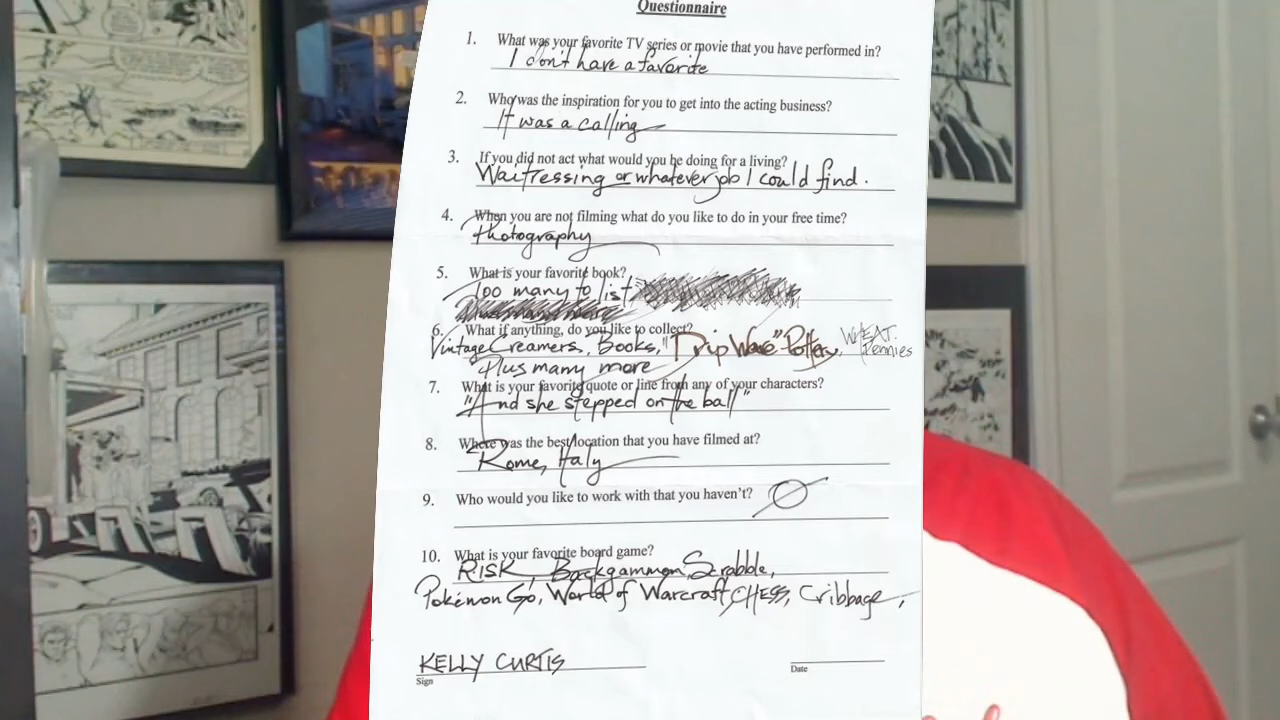 Questionnaire
1. What was your favorite TV series or movie that you have performed in?
I don't have a favorite
2. Who was the inspiration for you to get into the acting business?
It was a calling
3. If you did not act what would you be doing for a living?
Waitressing or whatever job I could find.
4. When you are not filming what do you like to do in your free time?
Photography
5. What is your favorite book?
Too many to list
6. What if anything, do you like to collect?
Vintage Creamers, Books, "Drip Ware" Pottery, WHEAT Pennies
Plus many more
7. What is your favorite quote or line from any of your characters?
"And she stepped on the ball"
8. Where was the best location that you have filmed at?
Rome, Italy
9. Who would you like to work with that you haven't?
10. What is your favorite board game?
RISK, Backgammon, Scrabble,
Pokémon Go, World of Warcraft, CHESS, Cribbage,
KELLY CURTIS
Sign Date